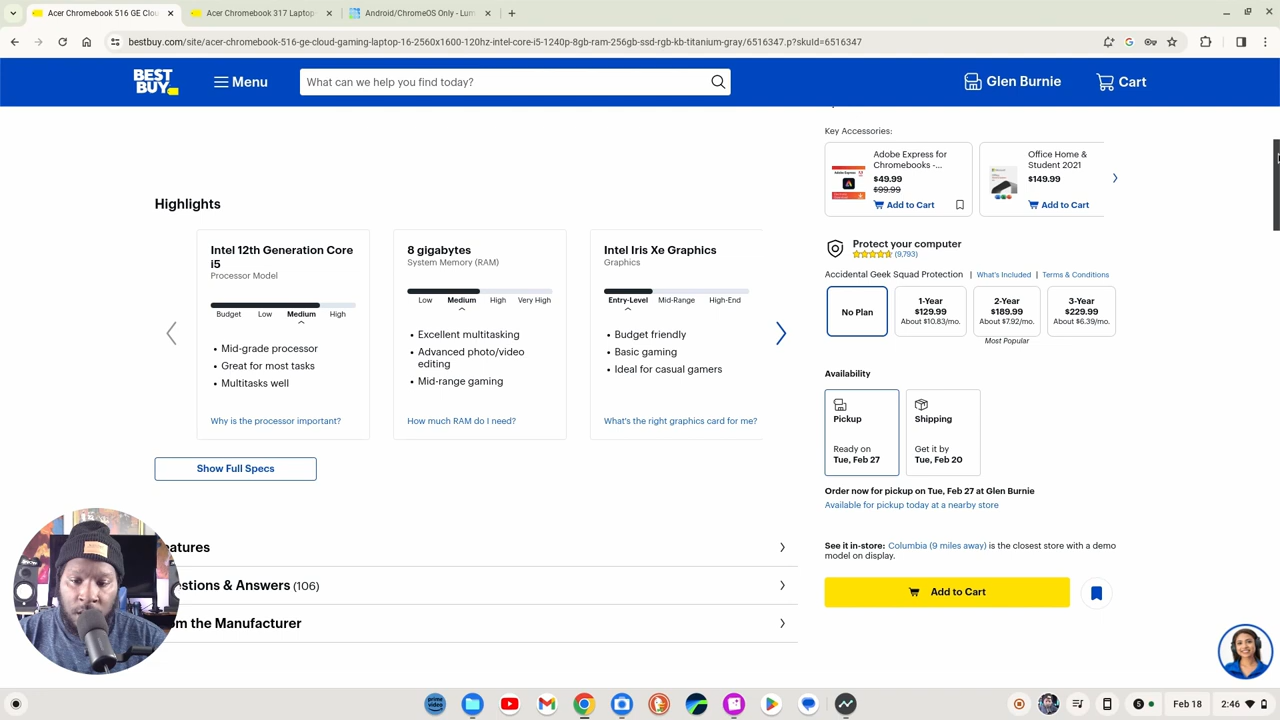 Acer Chromebook 516 GE Clou
Acer Chromebook 317 Laptop
Android/ChromeOS Only - Lum
bestbuy.com/site/acer-chromebook-516-ge-cloud-gaming-laptop-16-2560x1600-120hz-intel-core-i5-1240p-8gb-ram-256gb-ssd-rgb-kb-titanium-gray/6516347.p?skuId=6516347
BEST
BUY
Menu
What can we help you find today?
Glen Burnie
Cart
Highlights
Intel 12th Generation Core
i5
Processor Model
Budget Low Medium High
• Mid-grade processor
• Great for most tasks
• Multitasks well
Why is the processor important?
8 gigabytes
System Memory (RAM)
Low Medium High Very High
• Excellent multitasking
• Advanced photo/video
editing
• Mid-range gaming
How much RAM do I need?
Intel Iris Xe Graphics
Graphics
Entry-Level Mid-Range High-End
• Budget friendly
• Basic gaming
• Ideal for casual gamers
What's the right graphics card for me?
Show Full Specs
eatures
stions & Answers (106)
om the Manufacturer
Key Accessories:
Adobe Express for
Chromebooks -...
$49.99
$99.99
Add to Cart
Office Home &
Student 2021
$149.99
Add to Cart
Protect your computer
(9,793)
Accidental Geek Squad Protection | What's Included | Terms & Conditions
No Plan
1-Year
$129.99
About $10.83/mo.
2-Year
$189.99
About $7.92/mo.
Most Popular
3-Year
$229.99
About $6.39/mo.
Availability
Pickup
Ready on
Tue, Feb 27
Shipping
Get it by
Tue, Feb 20
Order now for pickup on Tue, Feb 27 at Glen Burnie
Available for pickup today at a nearby store
See it in-store: Columbia (9 miles away) is the closest store with a demo
model on display.
Add to Cart
prime
video
5
Feb 18
2:46